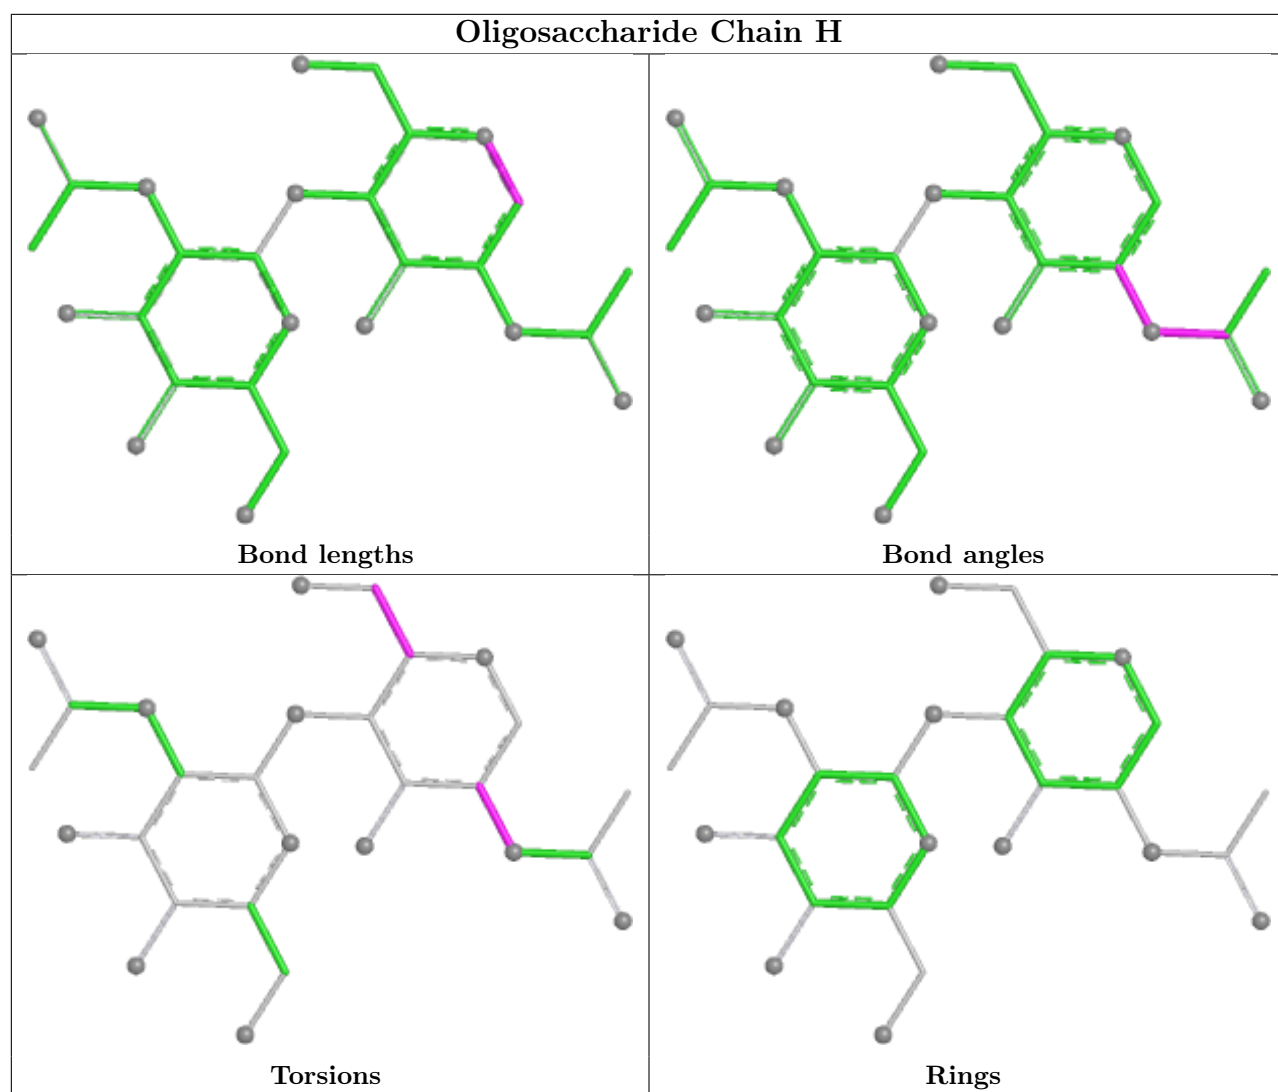 Oligosaccharide Chain H
Bond lengths
Bond angles
Torsions
Rings